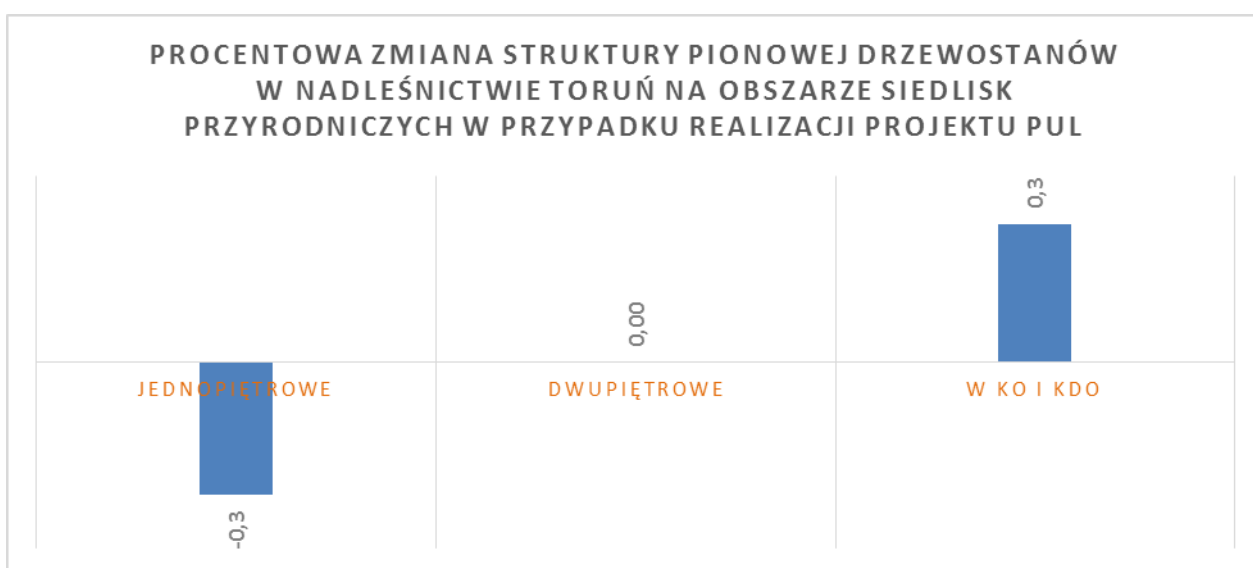 PROCENTOWA ZMIANA STRUKTURY PIONOWEJ DRZEWOSTANÓW
W NADLEŚNICTWIE TORUŃ NA OBSZARZE SIEDLISK
PRZYRODNICZYCH W PRZYPADKU REALIZACJI PROJEKTU PUL
0,3
0,00
JEDNOPIĘTROWE
DWUPIĘTROWE
W KO I KDO
-0,3